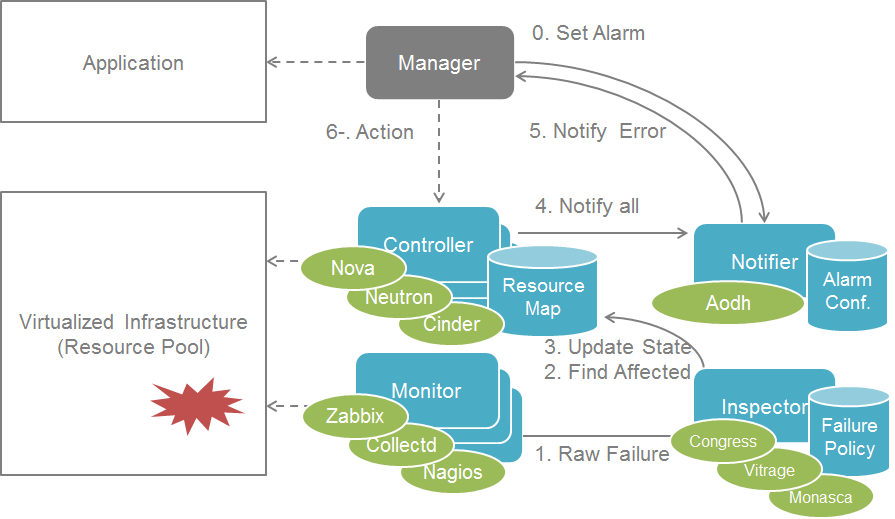 Application
Manager
0. Set Alarm
6-. Action
5. Notify Error
4. Notify all
Controller
Nova
Neutron
Cinder
Resource
Map
Notifier
Aodh
Alarm
Conf.
Virtualized Infrastructure
(Resource Pool)
3. Update State
2. Find Affected
Monitor
Zabbix
Collectd
Nagios
1. Raw Failure
Inspector
Congress
Vitrage
Monasca
Failure
Policy